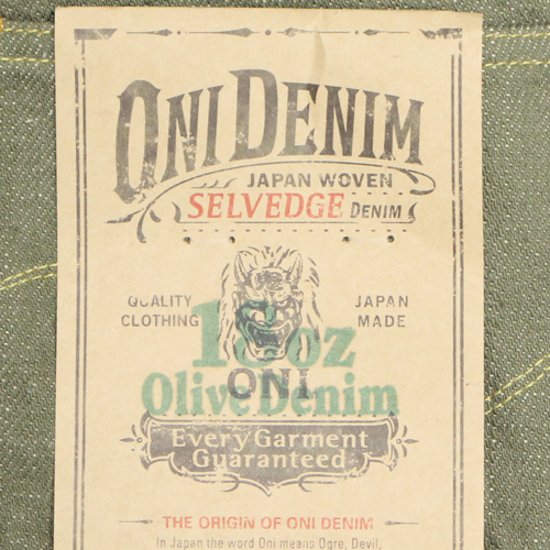 ONI DENIM
JAPAN WOVEN
SELVEDGE DENIM
QUALITY
CLOTHING
JAPAN
MADE
oz
ONI
Olive Denim
Every Garment
Guaranteed
THE ORIGIN OF ONI DENIM
In Japan the word Oni means Ogre, Devil,